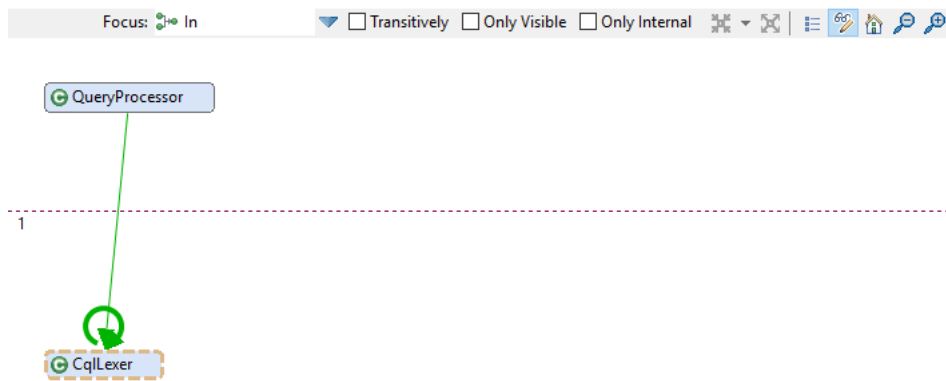 Focus: In Transitively Only Visible Only Internal
QueryProcessor
1
CqlLexer